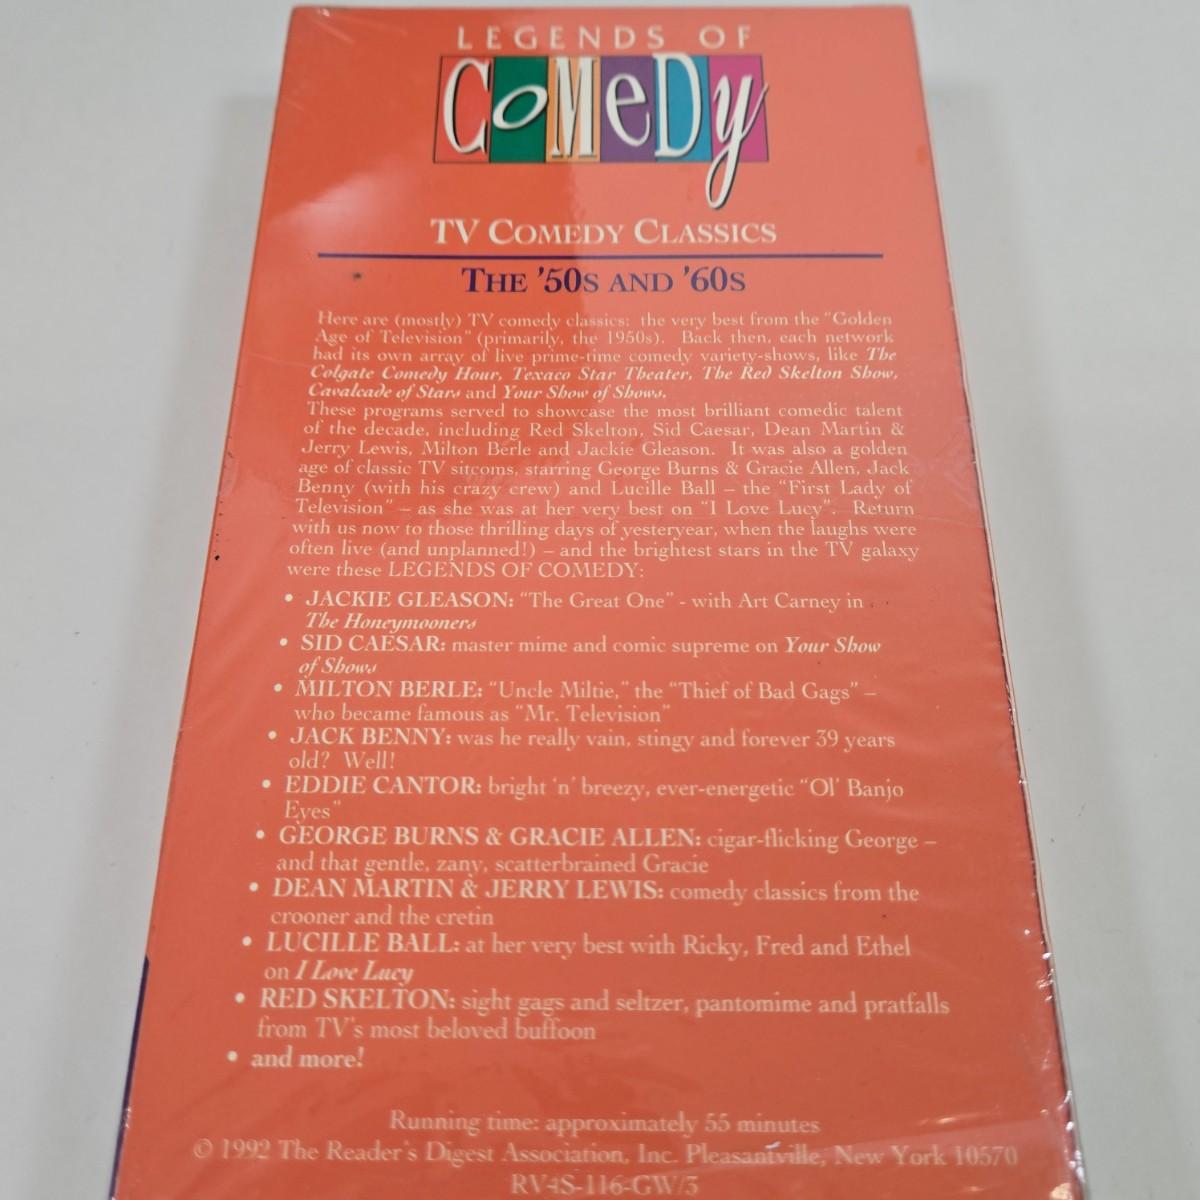 LEGENDS OF
COMeDy
TV COMEDY CLASSICS
THE '50S AND '60S
Here are (mostly) TV comedy classics: the very best from the "Golden
Age of Television" (primarily, the 1950s). Back then, each network
had its own array of live prime-time comedy variety-shows, like The
Colgate Comedy Hour, Texaco Star Theater, The Red Skelton Show,
Cavalcade of Stars and Your Show of Shows.
These programs served to showcase the most brilliant comedic talent
of the decade, including Red Skelton, Sid Caesar, Dean Martin &
Jerry Lewis, Milton Berle and Jackie Gleason. It was also a golden
age of classic TV sitcoms, starring George Burns & Gracie Allen, Jack
Benny (with his crazy crew) and Lucille Ball – the "First Lady of
Television" – as she was at her very best on "I Love Lucy". Return
with us now to those thrilling days of yesteryear, when the laughs were
often live (and unplanned!) – and the brightest stars in the TV galaxy
were these LEGENDS OF COMEDY:
• JACKIE GLEASON: "The Great One" - with Art Carney in
The Honeymooners
• SID CAESAR: master mime and comic supreme on Your Show
of Shows
• MILTON BERLE: "Uncle Miltie," the "Thief of Bad Gags" –
who became famous as "Mr. Television"
• JACK BENNY: was he really vain, stingy and forever 39 years
old? Well!
• EDDIE CANTOR: bright 'n' breezy, ever-energetic "Ol' Banjo
Eyes"
• GEORGE BURNS & GRACIE ALLEN: cigar-flicking George –
and that gentle, zany, scatterbrained Gracie
• DEAN MARTIN & JERRY LEWIS: comedy classics from the
crooner and the cretin
• LUCILLE BALL: at her very best with Ricky, Fred and Ethel
on I Love Lucy
• RED SKELTON: sight gags and seltzer, pantomime and pratfalls
from TV's most beloved buffoon
• and more!
Running time: approximately 55 minutes
© 1992 The Reader's Digest Association, Inc. Pleasantville, New York 10570
RV4S-116-GW/3